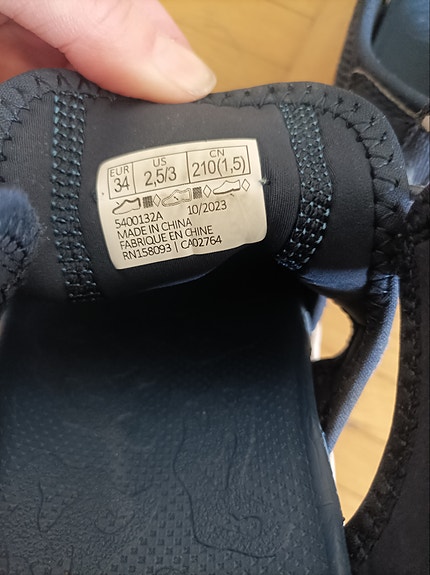 EUR US CN
34 2,5/3 210(1,5)
5400132A 10/2023
MADE IN CHINA
FABRIQUE EN CHINE
RN158093 | CA02764